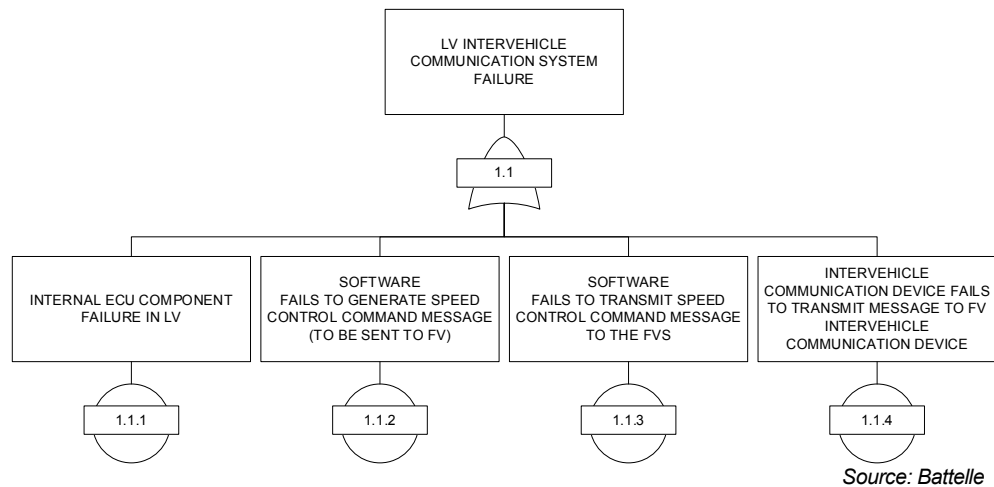 LV INTERVEHICLE
COMMUNICATION SYSTEM
FAILURE
1.1
INTERNAL ECU COMPONENT
FAILURE IN LV
SOFTWARE
FAILS TO GENERATE SPEED
CONTROL COMMAND MESSAGE
(TO BE SENT TO FV)
SOFTWARE
FAILS TO TRANSMIT SPEED
CONTROL COMMAND MESSAGE
TO THE FVS
INTERVEHICLE
COMMUNICATION DEVICE FAILS
TO TRANSMIT MESSAGE TO FV
INTERVEHICLE
COMMUNICATION DEVICE
1.1.1
1.1.2
1.1.3
1.1.4
Source: Battelle